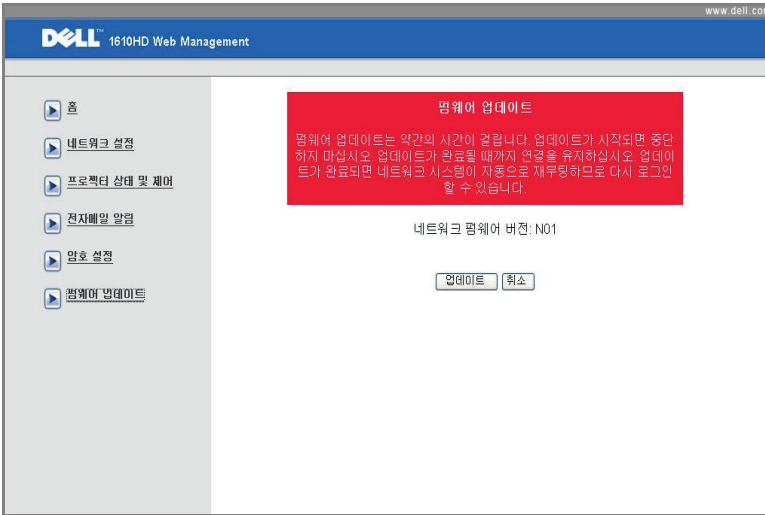 www.dell.co
DELL™ 1610HD Web Management
홈
네트워크 설정
프로젝터 상태 및 제어
전자메일 알림
암호 설정
펌웨어 업데이트
펌웨어 업데이트
펌웨어 업데이트는 약간의 시간이 걸립니다. 업데이트가 시작되면 중단
하지 마십시오. 업데이트가 완료될 때까지 연결을 유지하십시오. 업데이
트가 완료되면 네트워크 시스템이 자동으로 재부팅하므로 다시 로그인
할 수 있습니다.
네트워크 펌웨어 버전: N01
업데이트 취소